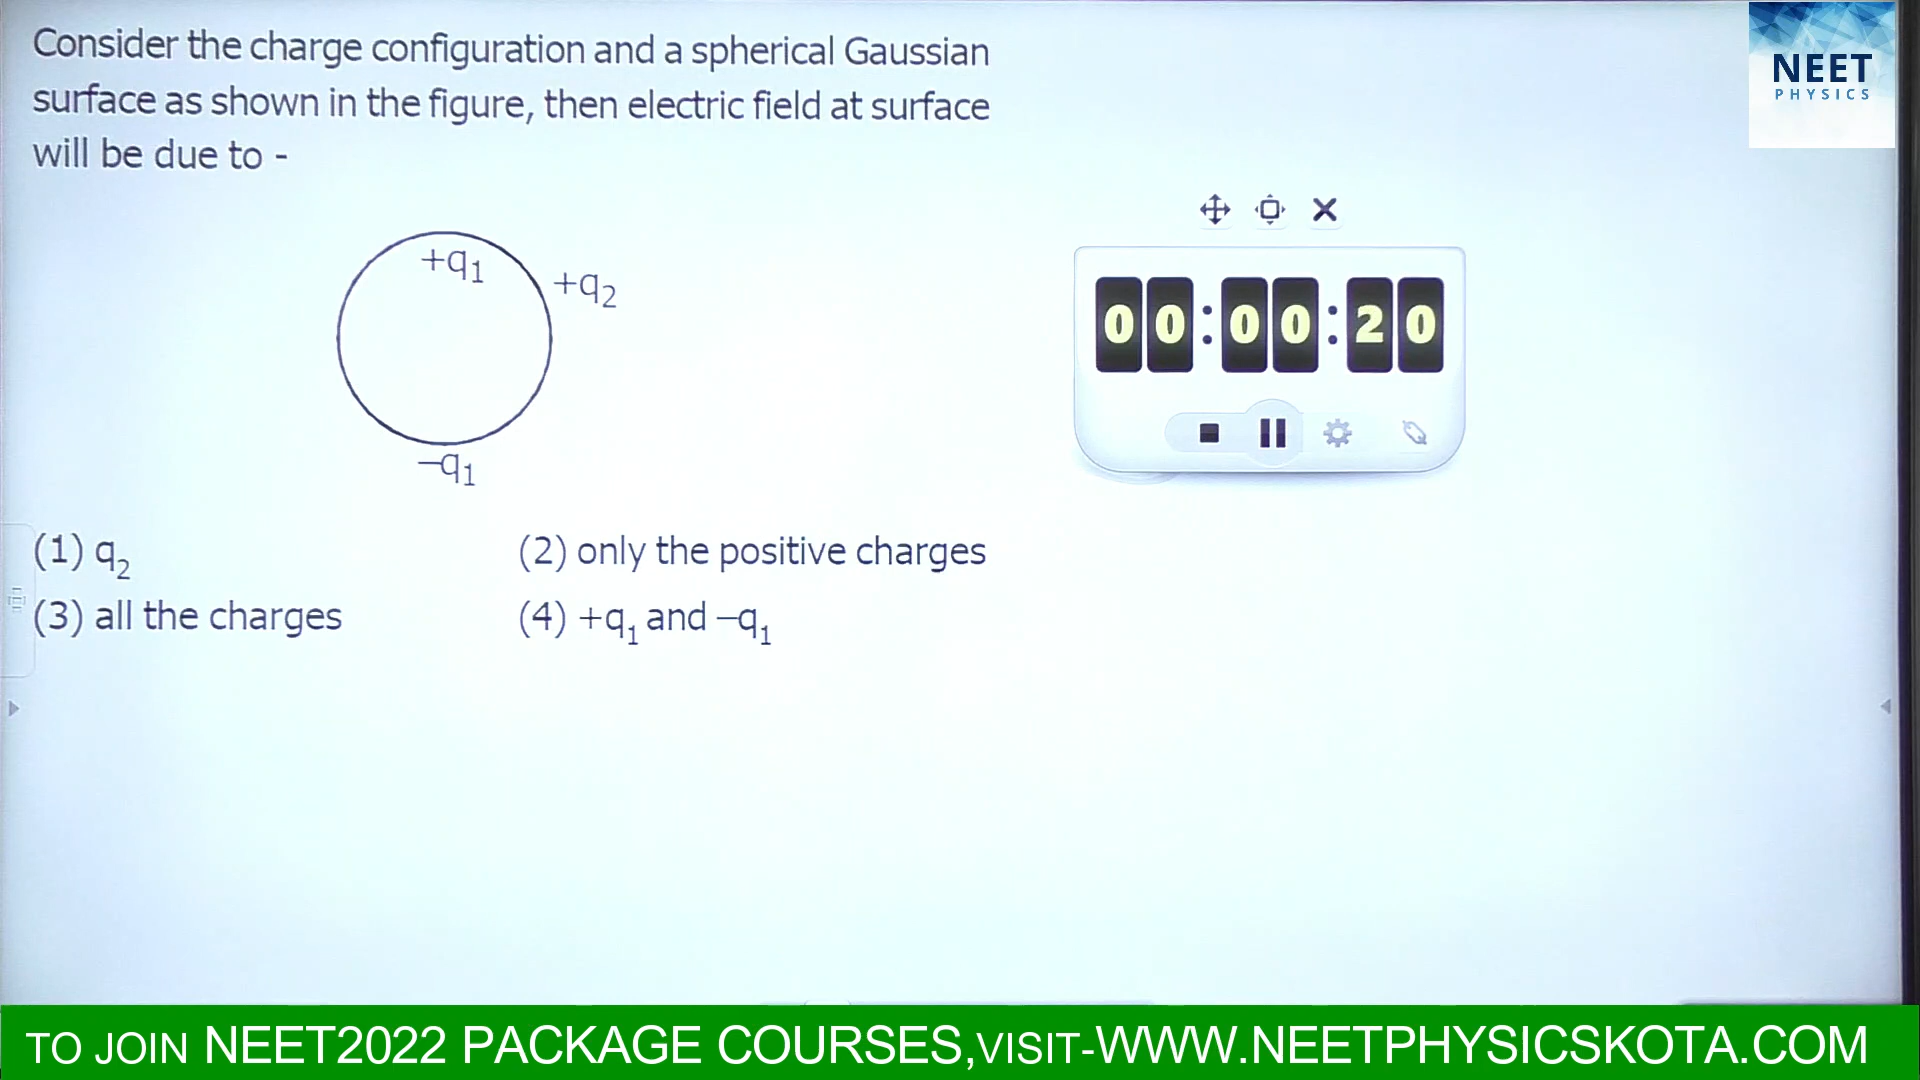 Consider the charge configuration and a spherical Gaussian
surface as shown in the figure, then electric field at surface
will be due to -
NEET
PHYSICS
+q₁
+q₂
−q₁
00:00:20
(1) q₂
(2) only the positive charges
(3) all the charges
(4) +q₁ and −q₁
TO JOIN NEET2022 PACKAGE COURSES,VISIT-WWW.NEETPHYSICSKOTA.COM